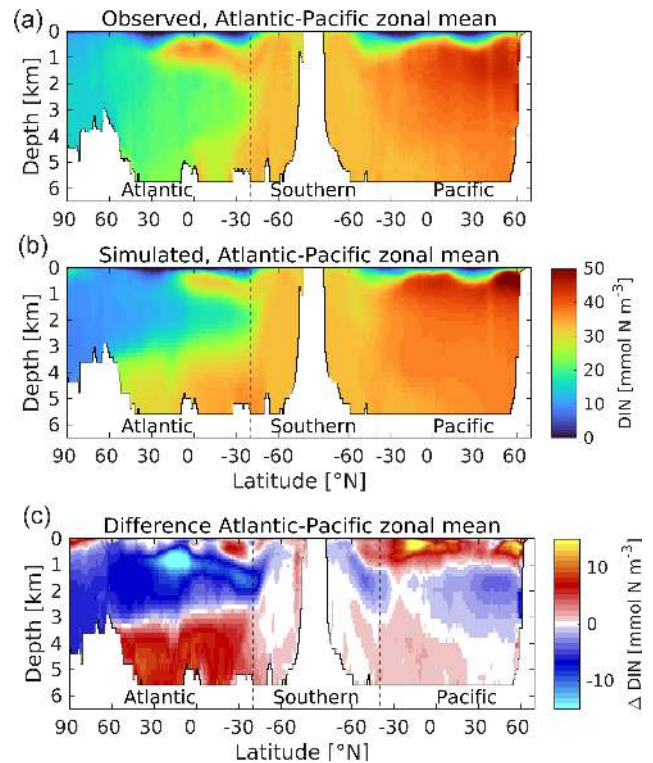 (a)
Observed, Atlantic-Pacific zonal mean
0
1
2
3
4
5
6
Depth [km]
Atlantic Southern Pacific
90 60 30 0 -30 -60 -60 -30 0 30 60
(b)
Simulated, Atlantic-Pacific zonal mean
0
1
2
3
4
5
6
Depth [km]
Atlantic Southern Pacific
90 60 30 0 -30 -60 -60 -30 0 30 60
Latitude [°N]
50
40
30
20
10
0
DIN [mmol N m-3]
(c)
Difference Atlantic-Pacific zonal mean
0
1
2
3
4
5
6
Depth [km]
Atlantic Southern Pacific
90 60 30 0 -30 -60 -60 -30 0 30 60
Latitude [°N]
10
5
0
-5
-10
Δ DIN [mmol N m-3]